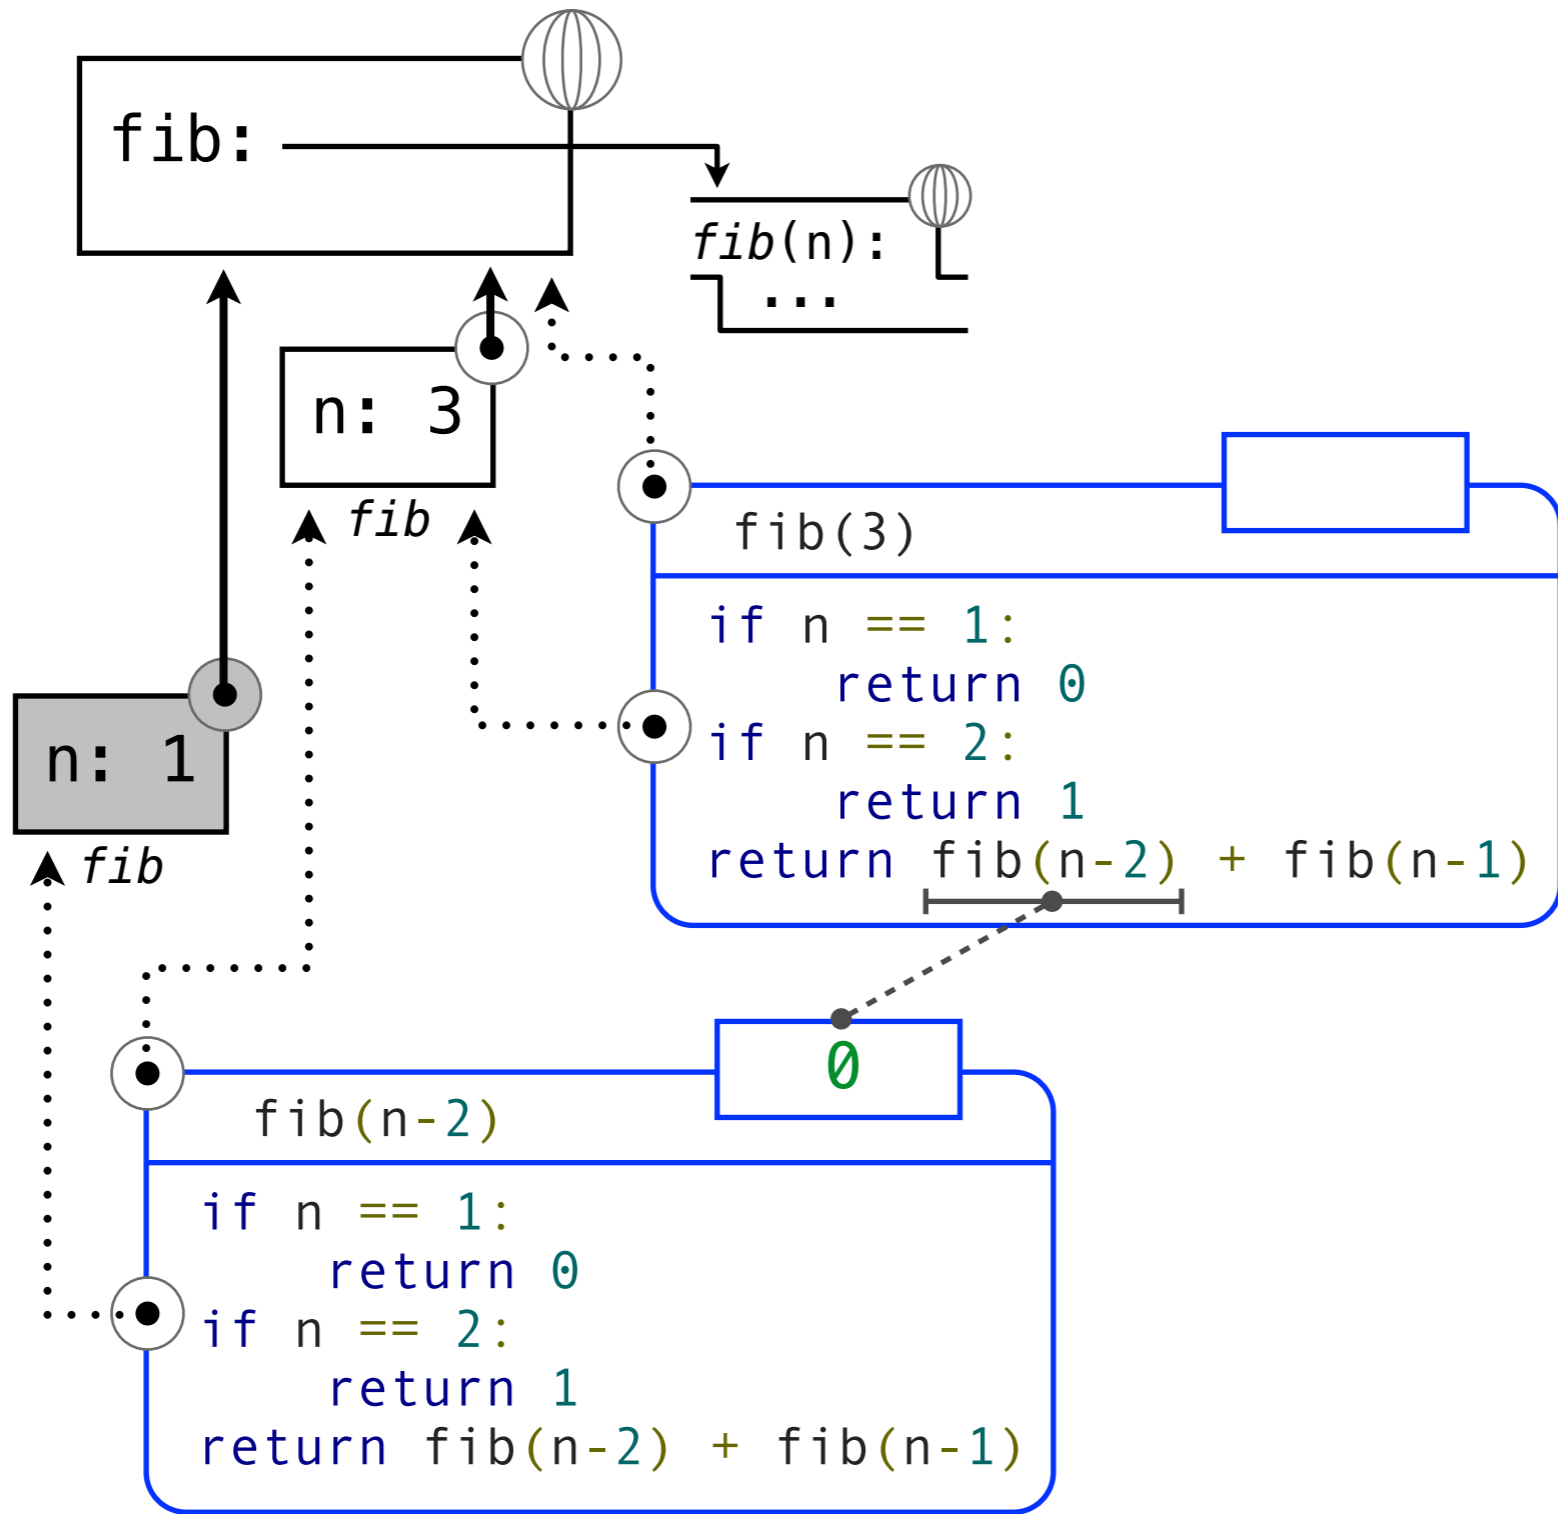 fib:
fib(n):
...
n: 3
fib
fib(3)
if n == 1:
    return 0
if n == 2:
    return 1
return fib(n-2) + fib(n-1)
n: 1
fib
0
fib(n-2)
if n == 1:
    return 0
if n == 2:
    return 1
return fib(n-2) + fib(n-1)